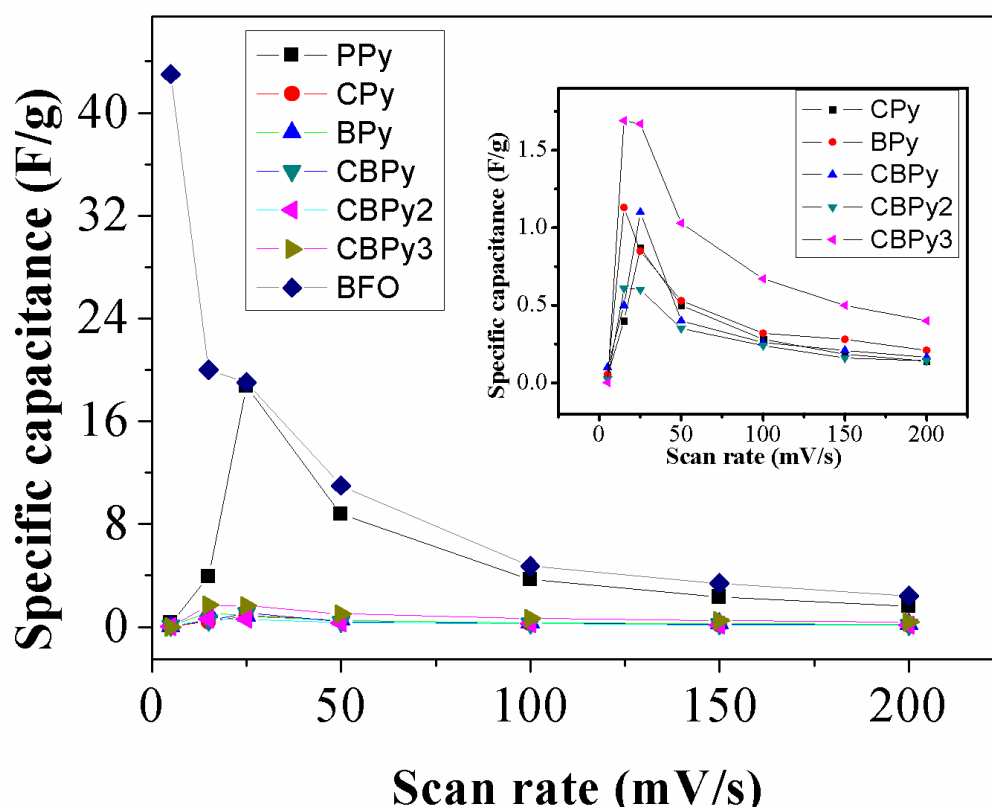 Specific capacitance (F/g)
40
32
24
16
8
0
0
50
100
150
200
Scan rate (mV/s)
PPy
CPy
BPy
CBPy
CBPy2
CBPy3
BFO
Specific capacitance (F/g)
1.5
1.0
0.5
0.0
0
50
100
150
200
Scan rate (mV/s)
CPy
BPy
CBPy
CBPy2
CBPy3